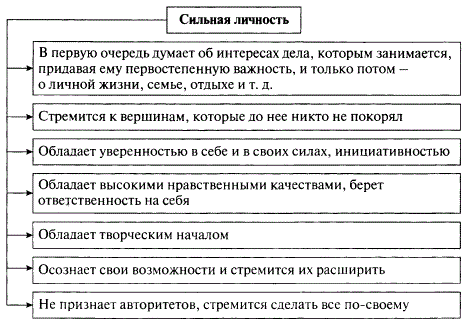 Сильная личность
В первую очередь думает об интересах дела, которым занимается,
придавая ему первостепенную важность, и только потом –
о личной жизни, семье, отдыхе и т. д.
Стремится к вершинам, которые до нее никто не покорял
Обладает уверенностью в себе и в своих силах, инициативностью
Обладает высокими нравственными качествами, берет
ответственность на себя
Обладает творческим началом
Осознает свои возможности и стремится их расширить
Не признает авторитетов, стремится сделать все по-своему